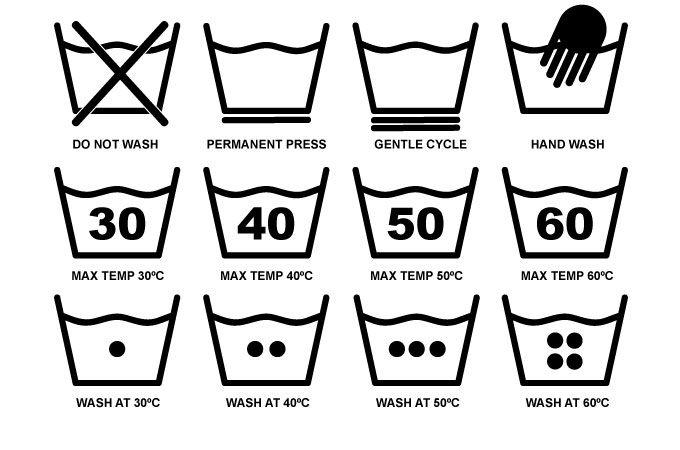 DO NOT WASH
PERMANENT PRESS
GENTLE CYCLE
HAND WASH
30
40
50
60
MAX TEMP 30ºC
MAX TEMP 40ºC
MAX TEMP 50ºC
MAX TEMP 60ºC
WASH AT 30ºC
WASH AT 40ºC
WASH AT 50ºC
WASH AT 60ºC